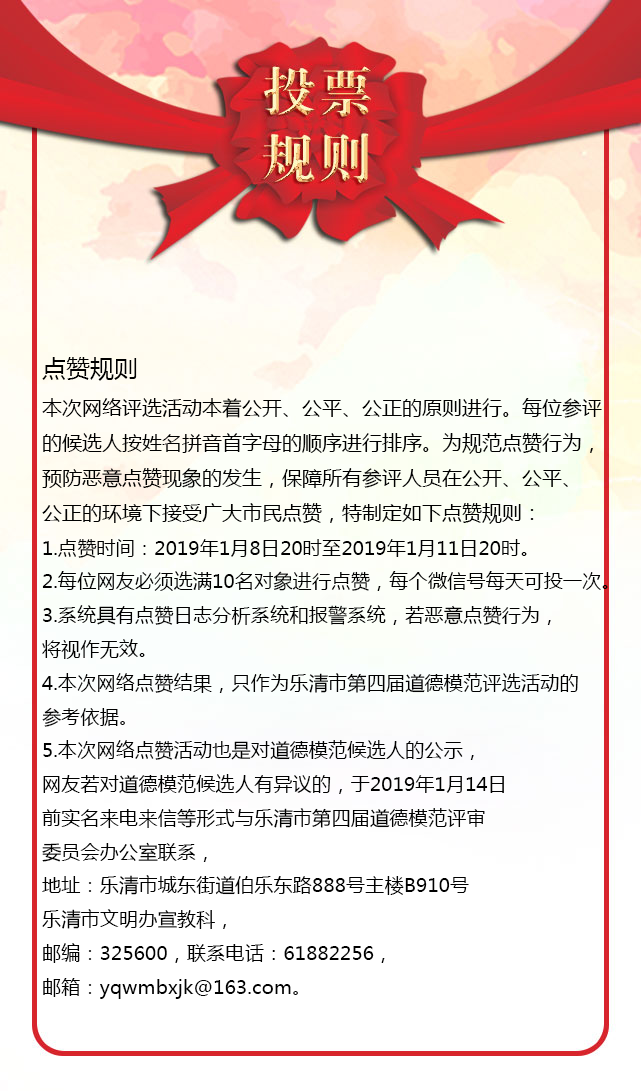 投票
规则
点赞规则
本次网络评选活动本着公开、公平、公正的原则进行。每位参评
的候选人按姓名拼音首字母的顺序进行排序。为规范点赞行为，
预防恶意点赞现象的发生，保障所有参评人员在公开、公平、
公正的环境下接受广大市民点赞，特制定如下点赞规则：
1.点赞时间：2019年1月8日20时至2019年1月11日20时。
2.每位网友必须选满10名对象进行点赞，每个微信号每天可投一次。
3.系统具有点赞日志分析系统和报警系统，若恶意点赞行为，
将视作无效。
4.本次网络点赞结果，只作为乐清市第四届道德模范评选活动的
参考依据。
5.本次网络点赞活动也是对道德模范候选人的公示，
网友若对道德模范候选人有异议的，于2019年1月14日
前实名来电来信等形式与乐清市第四届道德模范评审
委员会办公室联系，
地址：乐清市城东街道伯乐东路888号主楼B910号
乐清市文明办宣教科，
邮编：325600，联系电话：61882256，
邮箱：yqwmbxjk@163.com。